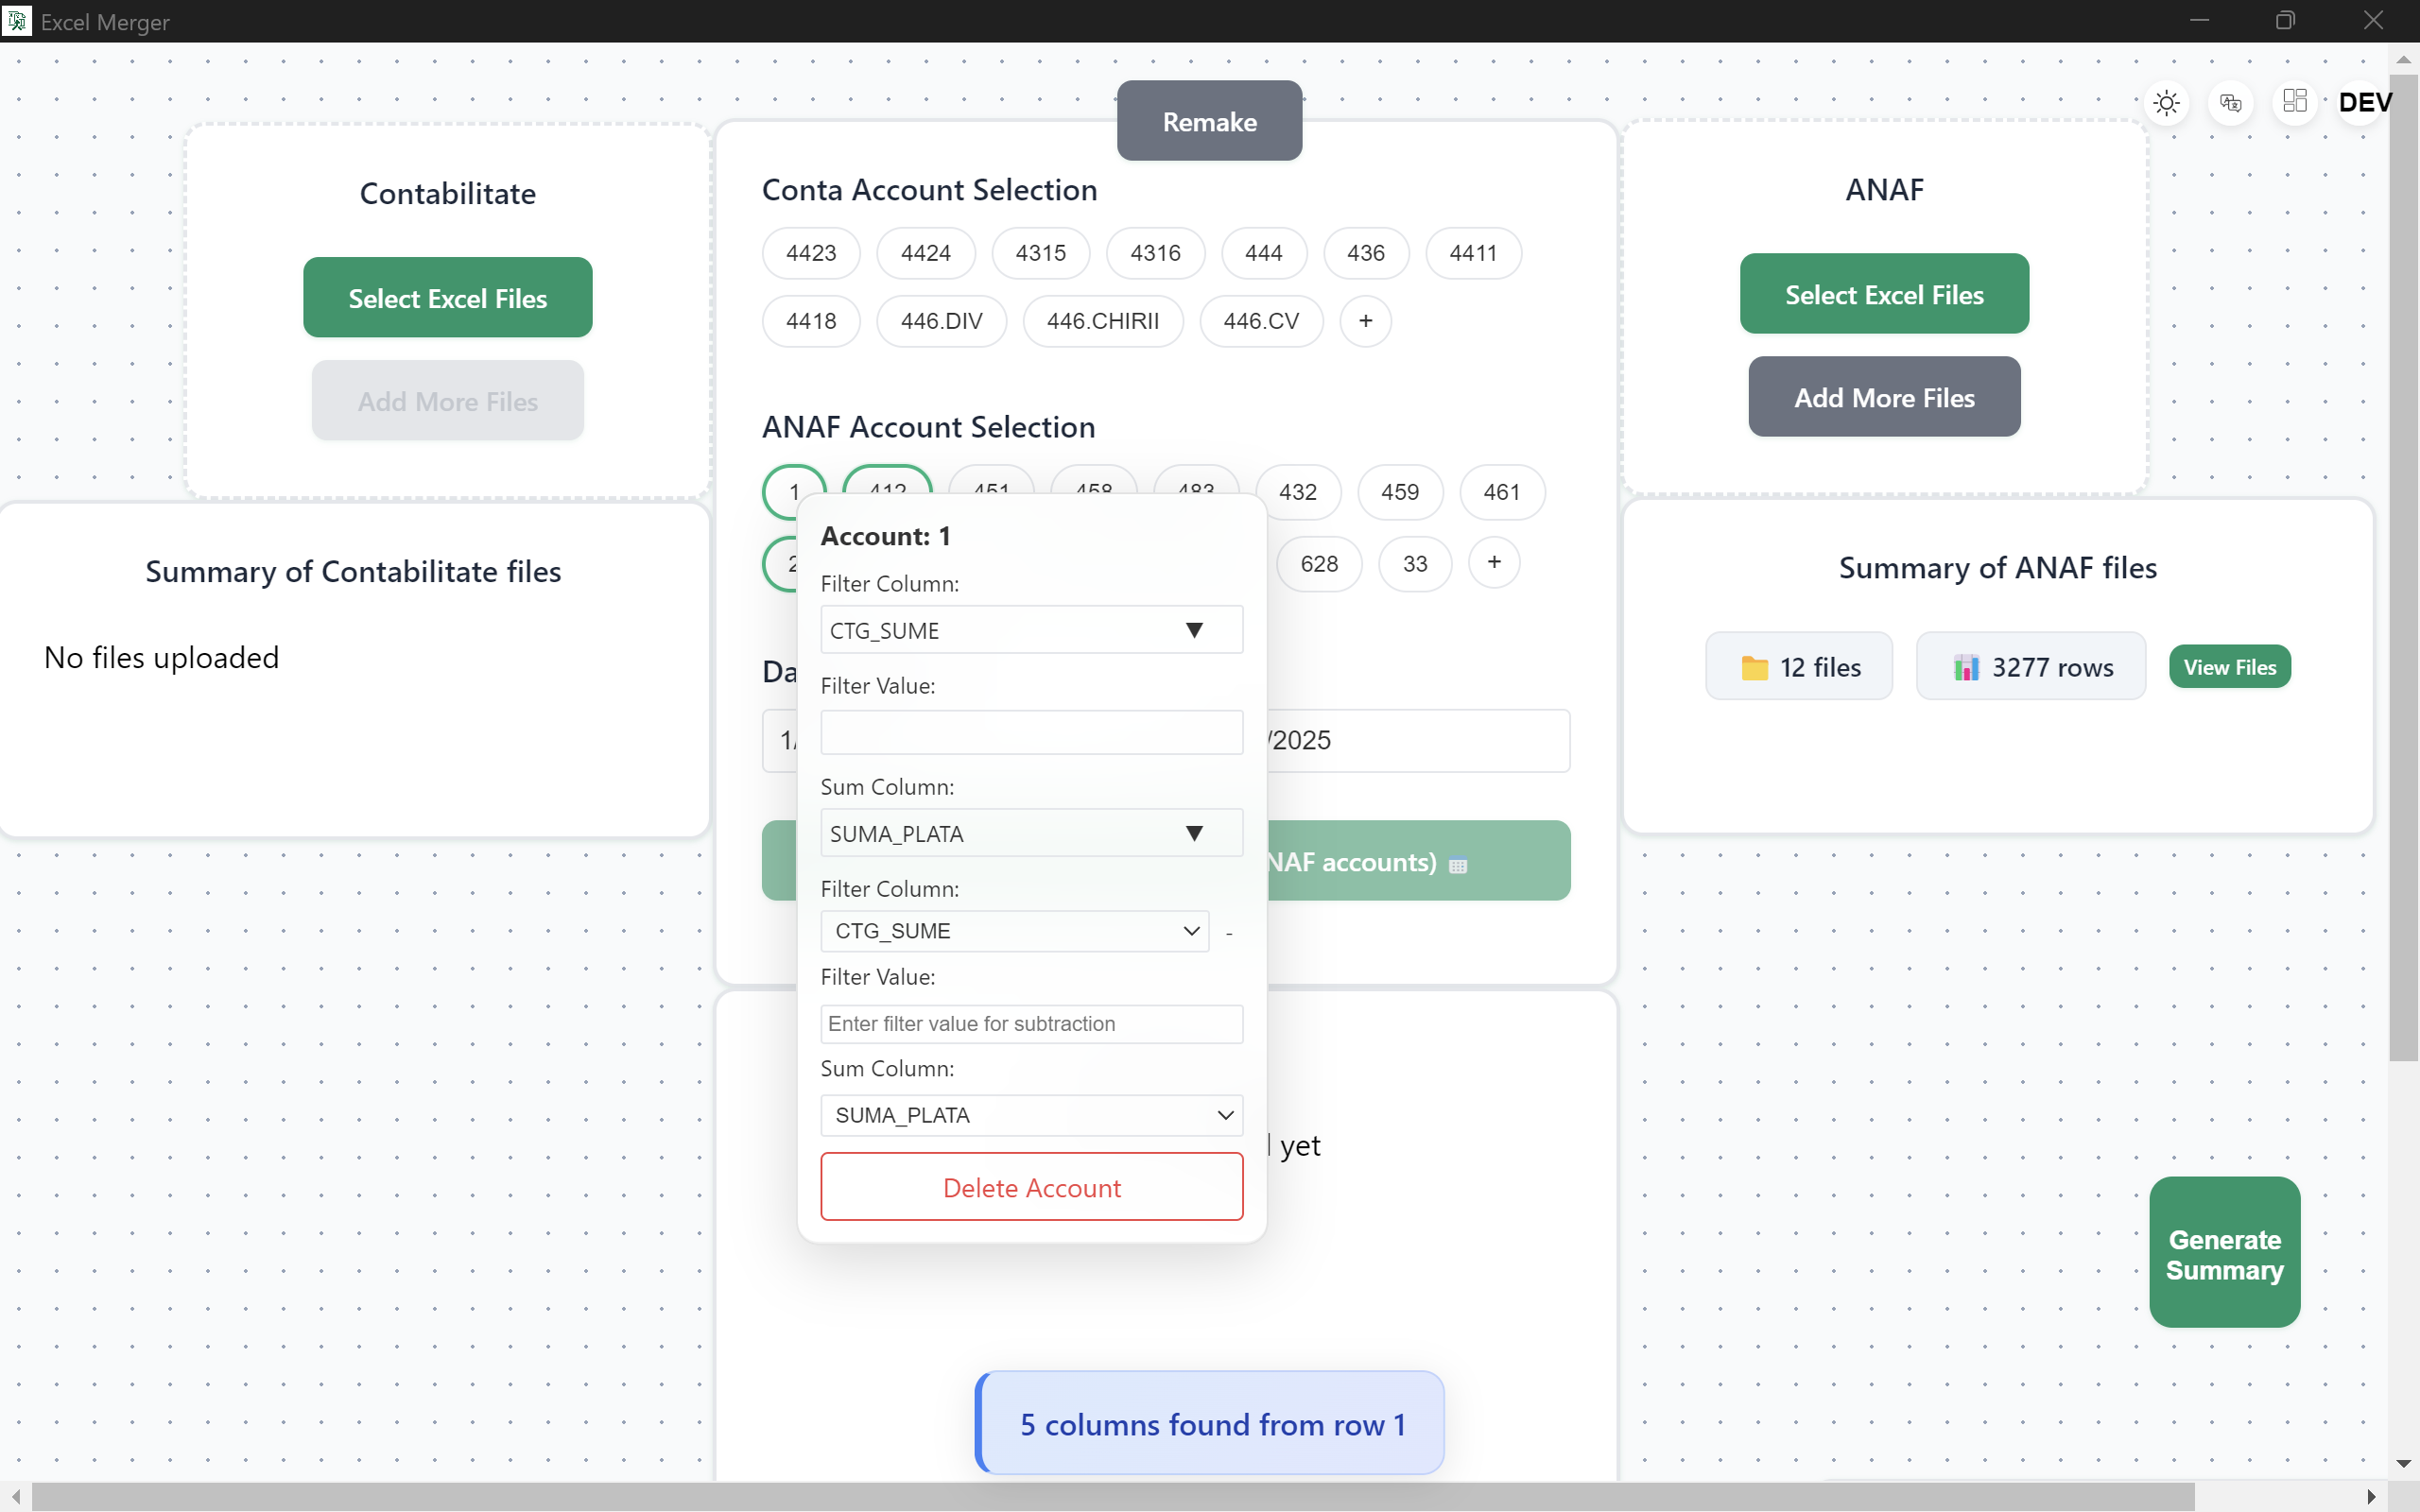 Excel Merger
Remake
DEV
Contabilitate
Select Excel Files
Add More Files
Summary of Contabilitate files
No files uploaded
Conta Account Selection
4423 4424 4315 4316 444 436 4411
4418 446.DIV 446.CHIRII 446.CV +
ANAF Account Selection
1 412 451 458 483 432 459 461
2 628 33 +
Da
1/ /2025
NAF accounts)
Account: 1
Filter Column:
CTG_SUME
Filter Value:
Sum Column:
SUMA_PLATA
Filter Column:
CTG_SUME -
Filter Value:
Enter filter value for subtraction
Sum Column:
SUMA_PLATA
Delete Account
yet
5 columns found from row 1
ANAF
Select Excel Files
Add More Files
Summary of ANAF files
12 files 3277 rows View Files
Generate
Summary